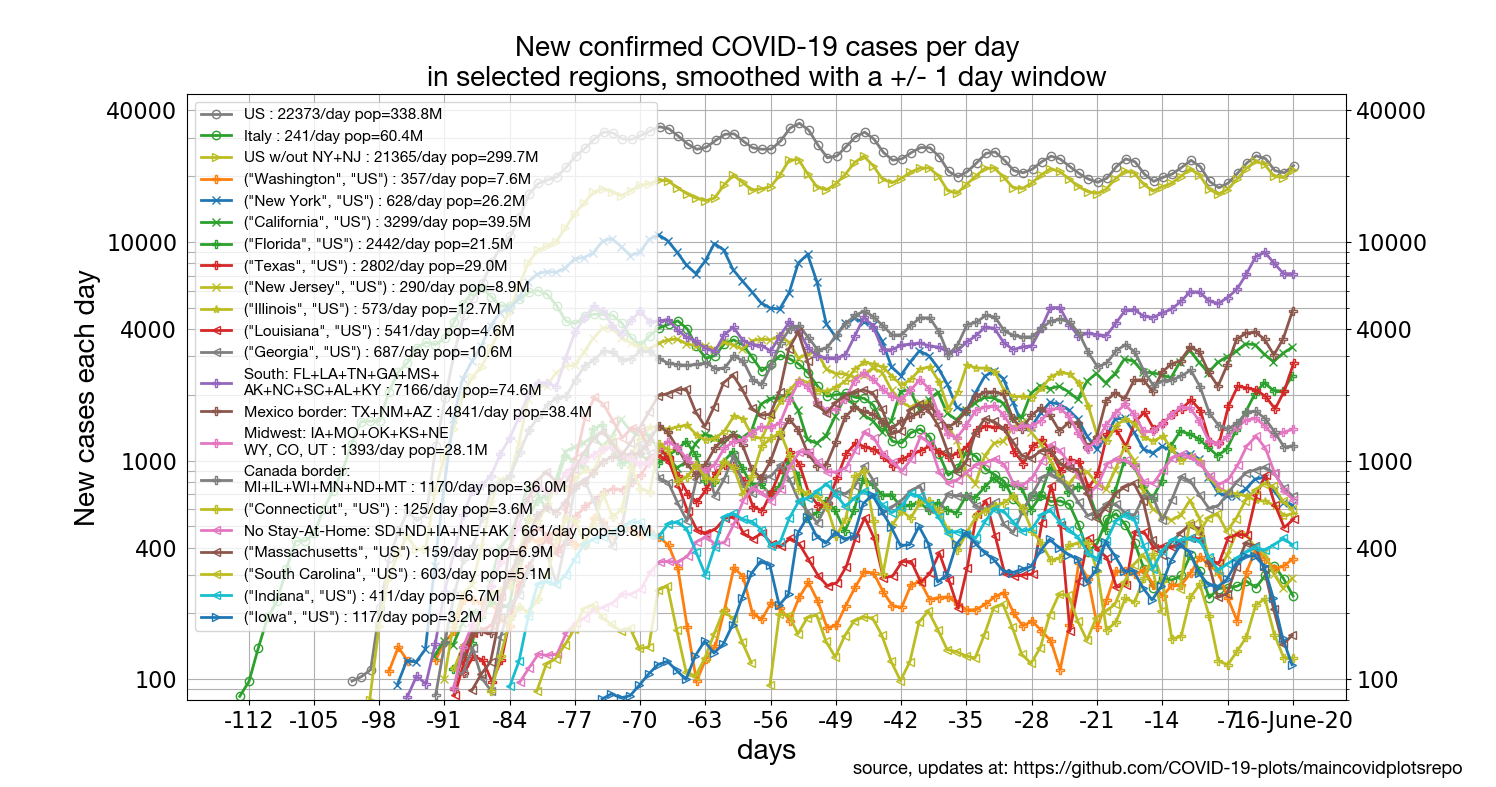 New confirmed COVID-19 cases per day
in selected regions, smoothed with a +/- 1 day window
New cases each day
40000
10000
4000
1000
400
100
US : 22373/day pop=338.8M
Italy : 241/day pop=60.4M
US w/out NY+NJ : 21365/day pop=299.7M
("Washington", "US") : 357/day pop=7.6M
("New York", "US") : 628/day pop=26.2M
("California", "US") : 3299/day pop=39.5M
("Florida", "US") : 2442/day pop=21.5M
("Texas", "US") : 2802/day pop=29.0M
("New Jersey", "US") : 290/day pop=8.9M
("Illinois", "US") : 573/day pop=12.7M
("Louisiana", "US") : 541/day pop=4.6M
("Georgia", "US") : 687/day pop=10.6M
South: FL+LA+TN+GA+MS+
AK+NC+SC+AL+KY : 7166/day pop=74.6M
Mexico border: TX+NM+AZ : 4841/day pop=38.4M
Midwest: IA+MO+OK+KS+NE
WY, CO, UT : 1393/day pop=28.1M
Canada border:
MI+IL+WI+MN+ND+MT : 1170/day pop=36.0M
("Connecticut", "US") : 125/day pop=3.6M
No Stay-At-Home: SD+ND+IA+NE+AK : 661/day pop=9.8M
("Massachusetts", "US") : 159/day pop=6.9M
("South Carolina", "US") : 603/day pop=5.1M
("Indiana", "US") : 411/day pop=6.7M
("Iowa", "US") : 117/day pop=3.2M
40000
10000
4000
1000
400
100
-112 -105 -98 -91 -84 -77 -70 -63 -56 -49 -42 -35 -28 -21 -14 -7 16-June-20
days
source, updates at: https://github.com/COVID-19-plots/maincovidplotsrepo